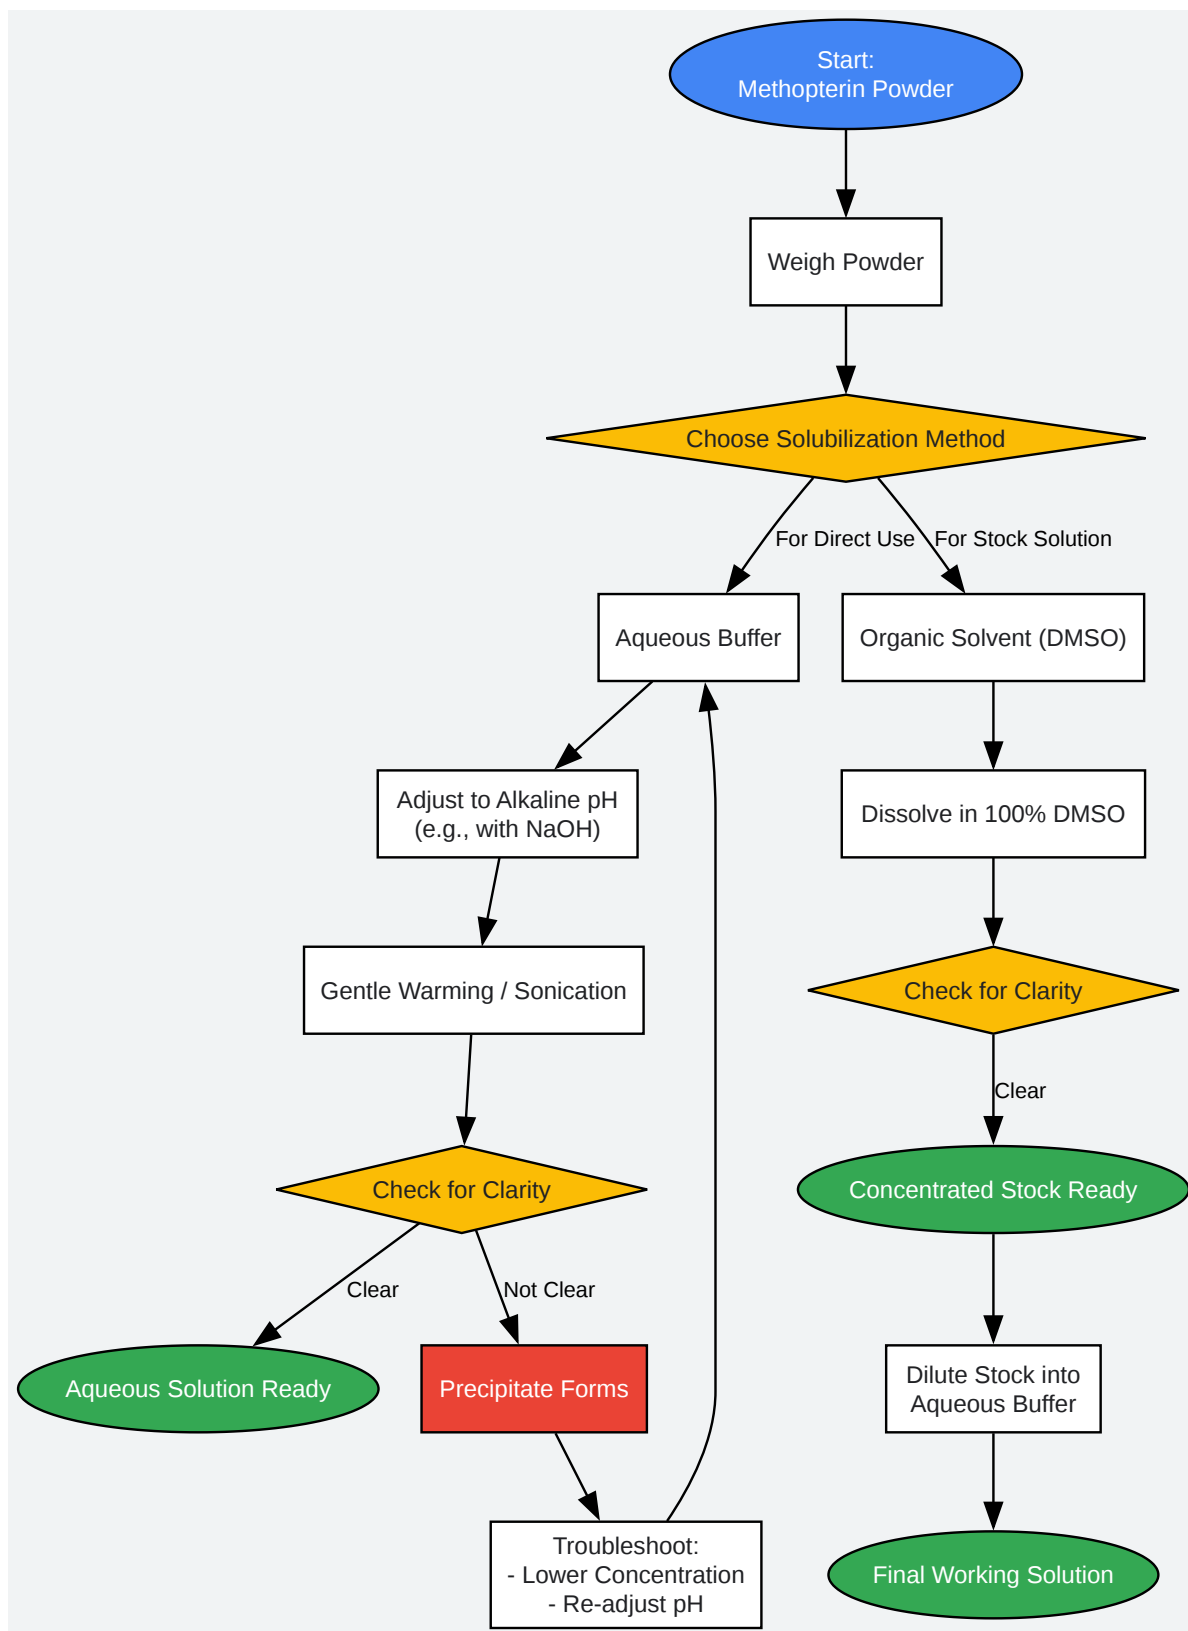 Start:
Methopterin Powder
Weigh Powder
Choose Solubilization Method
For Direct Use
For Stock Solution
Aqueous Buffer
Organic Solvent (DMSO)
Adjust to Alkaline pH
(e.g., with NaOH)
Dissolve in 100% DMSO
Gentle Warming / Sonication
Check for Clarity
Clear
Check for Clarity
Concentrated Stock Ready
Clear
Not Clear
Aqueous Solution Ready
Precipitate Forms
Dilute Stock into
Aqueous Buffer
Troubleshoot:
- Lower Concentration
- Re-adjust pH
Final Working Solution